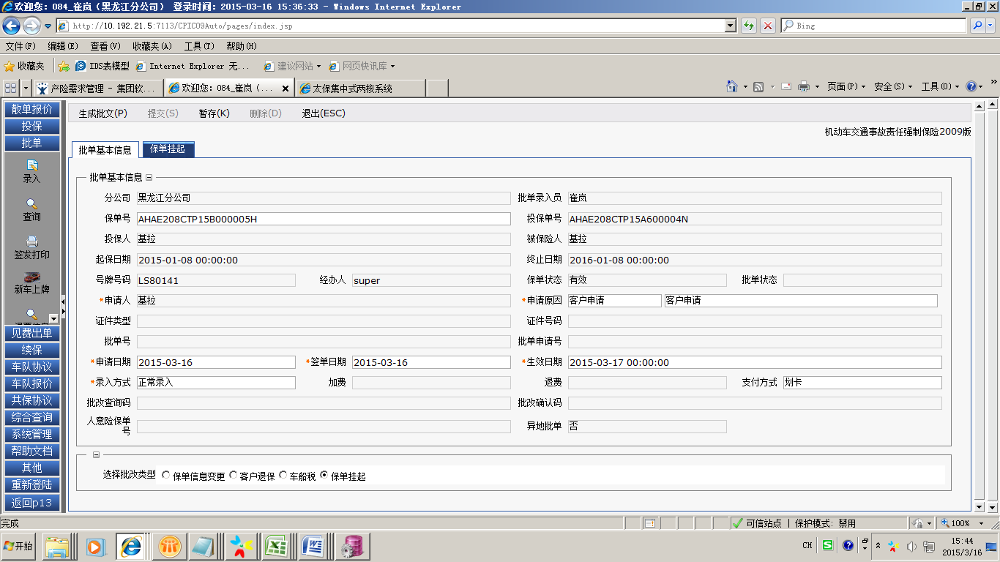 欢迎您: 084_崔岚（黑龙江分公司） 登录时间: 2015-03-16 15:36:33 - Windows Internet Explorer
http://10.192.21.5:7113/CPIC09Auto/pages/index.jsp
Bing
文件(F) 编辑(E) 查看(V) 收藏夹(A) 工具(T) 帮助(H)
收藏夹 IDS表模型 Internet Explorer 无... 建议网站 网页快讯库
产险需求管理 - 集团软... 欢迎您: 084_崔岚（... 太保集中式两核系统 页面(P) 安全(S) 工具(O)
散单报价
投保
批单
录入
查询
签发打印
新车上牌
见费出单
续保
车队协议
车队报价
共保协议
综合查询
系统管理
帮助文档
其他
重新登陆
返回p13
生成批文(P) 提交(S) 暂存(K) 删除(D) 退出(ESC)
机动车交通事故责任强制保险2009版
批单基本信息 保单挂起
批单基本信息
分公司 黑龙江分公司 批单录入员 崔岚
保单号 AHAE208CTP15B000005H 投保单号 AHAE208CTP15A600004N
投保人 基拉 被保险人 基拉
起保日期 2015-01-08 00:00:00 终止日期 2016-01-08 00:00:00
号牌号码 LS80141 经办人 super 保单状态 有效 批单状态
*申请人 基拉 *申请原因 客户申请 客户申请
证件类型 证件号码
批单号 批单申请号
*申请日期 2015-03-16 *签单日期 2015-03-16 *生效日期 2015-03-17 00:00:00
*录入方式 正常录入 加费 退费 支付方式 划卡
批改查询码 批改确认码
人意险保单
号 异地批单 否
选择批改类型 保单信息变更 客户退保 车船税 保单挂起
完成 可信站点 | 保护模式: 禁用 100%
开始 CH 15:44
2015/3/16